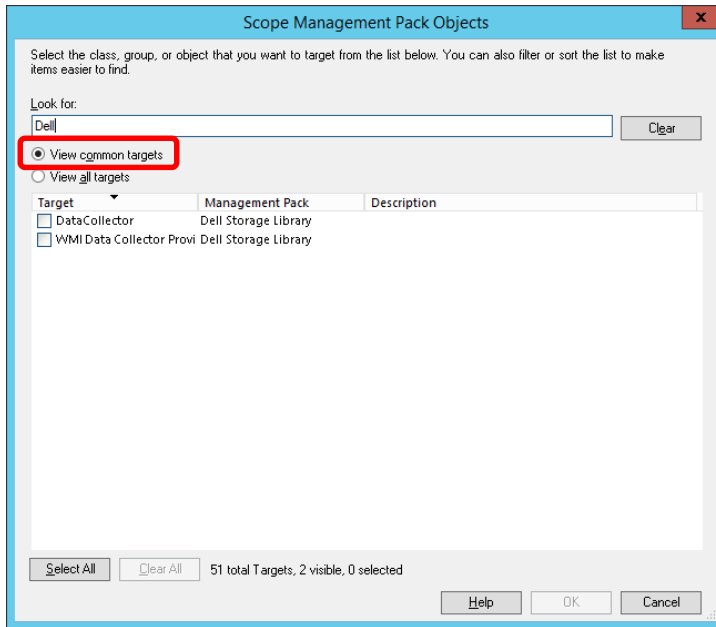 Scope Management Pack Objects
x
Select the class, group, or object that you want to target from the list below. You can also filter or sort the list to make
items easier to find.
Look for:
Dell
Clear
View common targets
View all targets
Target Management Pack Description
DataCollector Dell Storage Library
WMI Data Collector Provi Dell Storage Library
Select All Clear All 51 total Targets, 2 visible, 0 selected
Help OK Cancel